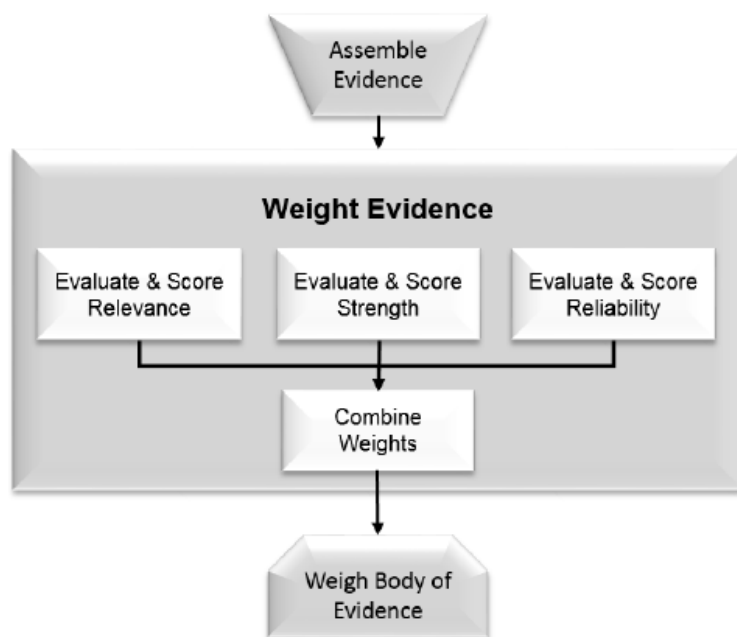 Assemble
Evidence
Weight Evidence
Evaluate & Score
Relevance
Evaluate & Score
Strength
Evaluate & Score
Reliability
Combine
Weights
Weigh Body of
Evidence